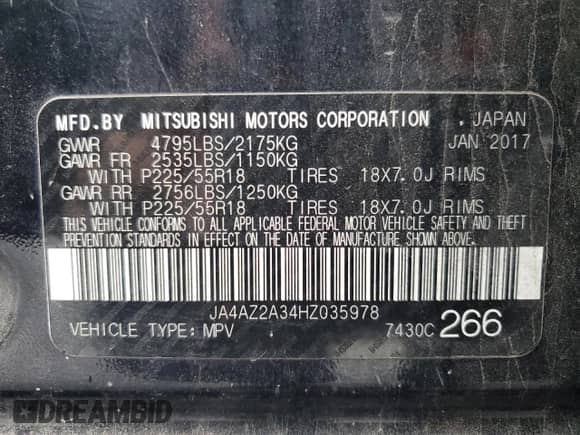 MFD.BY MITSUBISHI MOTORS CORPORATION , JAPAN
GVWR 4795LBS/2175KG JAN 2017
GAWR FR 2535LBS/1150KG
WITH P225/55R18 TIRES 18X7.0J RIMS
GAWR RR 2756LBS/1250KG
WITH P225/55R18 TIRES 18X7.0J RIMS
THIS VEHICLE CONFORMS TO ALL APPLICABLE FEDERAL MOTOR VEHICLE SAFETY AND THEFT
PREVENTION STANDARDS IN EFFECT ON THE DATE OF MANUFACTURE SHOWN ABOVE.
JA4AZ2A34HZ035978
VEHICLE TYPE: MPV 7430C 266
DREAMBID